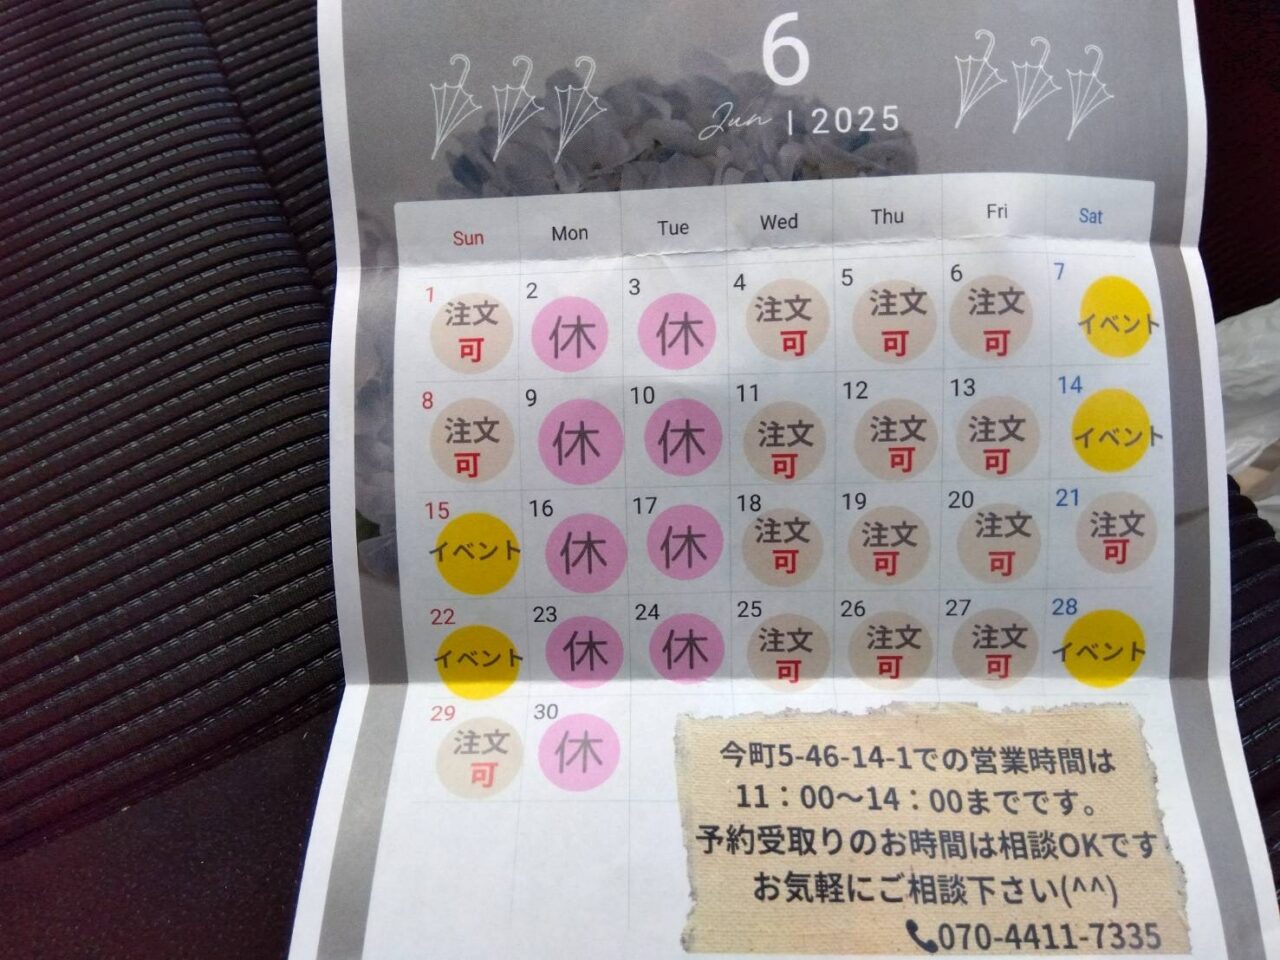 6
Jun | 2025
Sun Mon Tue Wed Thu Fri Sat
1 2 3 4 5 6 7
注文 休 休 注文 注文 注文 イベント
可 可 可 可
8 9 10 11 12 13 14
注文 休 休 注文 注文 注文 イベント
可 可 可 可
15 16 17 18 19 20 21
イベント 休 休 注文 注文 注文 注文
可 可 可 可
22 23 24 25 26 27 28
イベント 休 休 注文 注文 注文 イベント
可 可 可
29 30
注文 休
可
今町5-46-14-1での営業時間は
11：00～14：00までです。
予約受取りのお時間は相談OKです
お気軽にご相談下さい(^^)
📞070-4411-7335